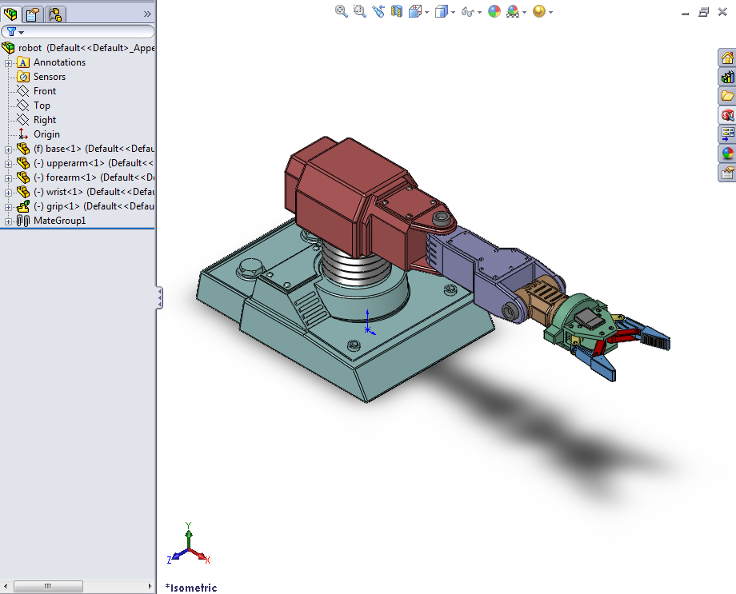 robot (Default<<Default>_Appe
Annotations
Sensors
Front
Top
Right
Origin
(f) base<1> (Default<<Defau
(-) upperarm<1> (Default<<
(-) forearm<1> (Default<<D
(-) wrist<1> (Default<<Defau
(-) grip<1> (Default<<Defau
MateGroup1
Y
Z X
*Isometric